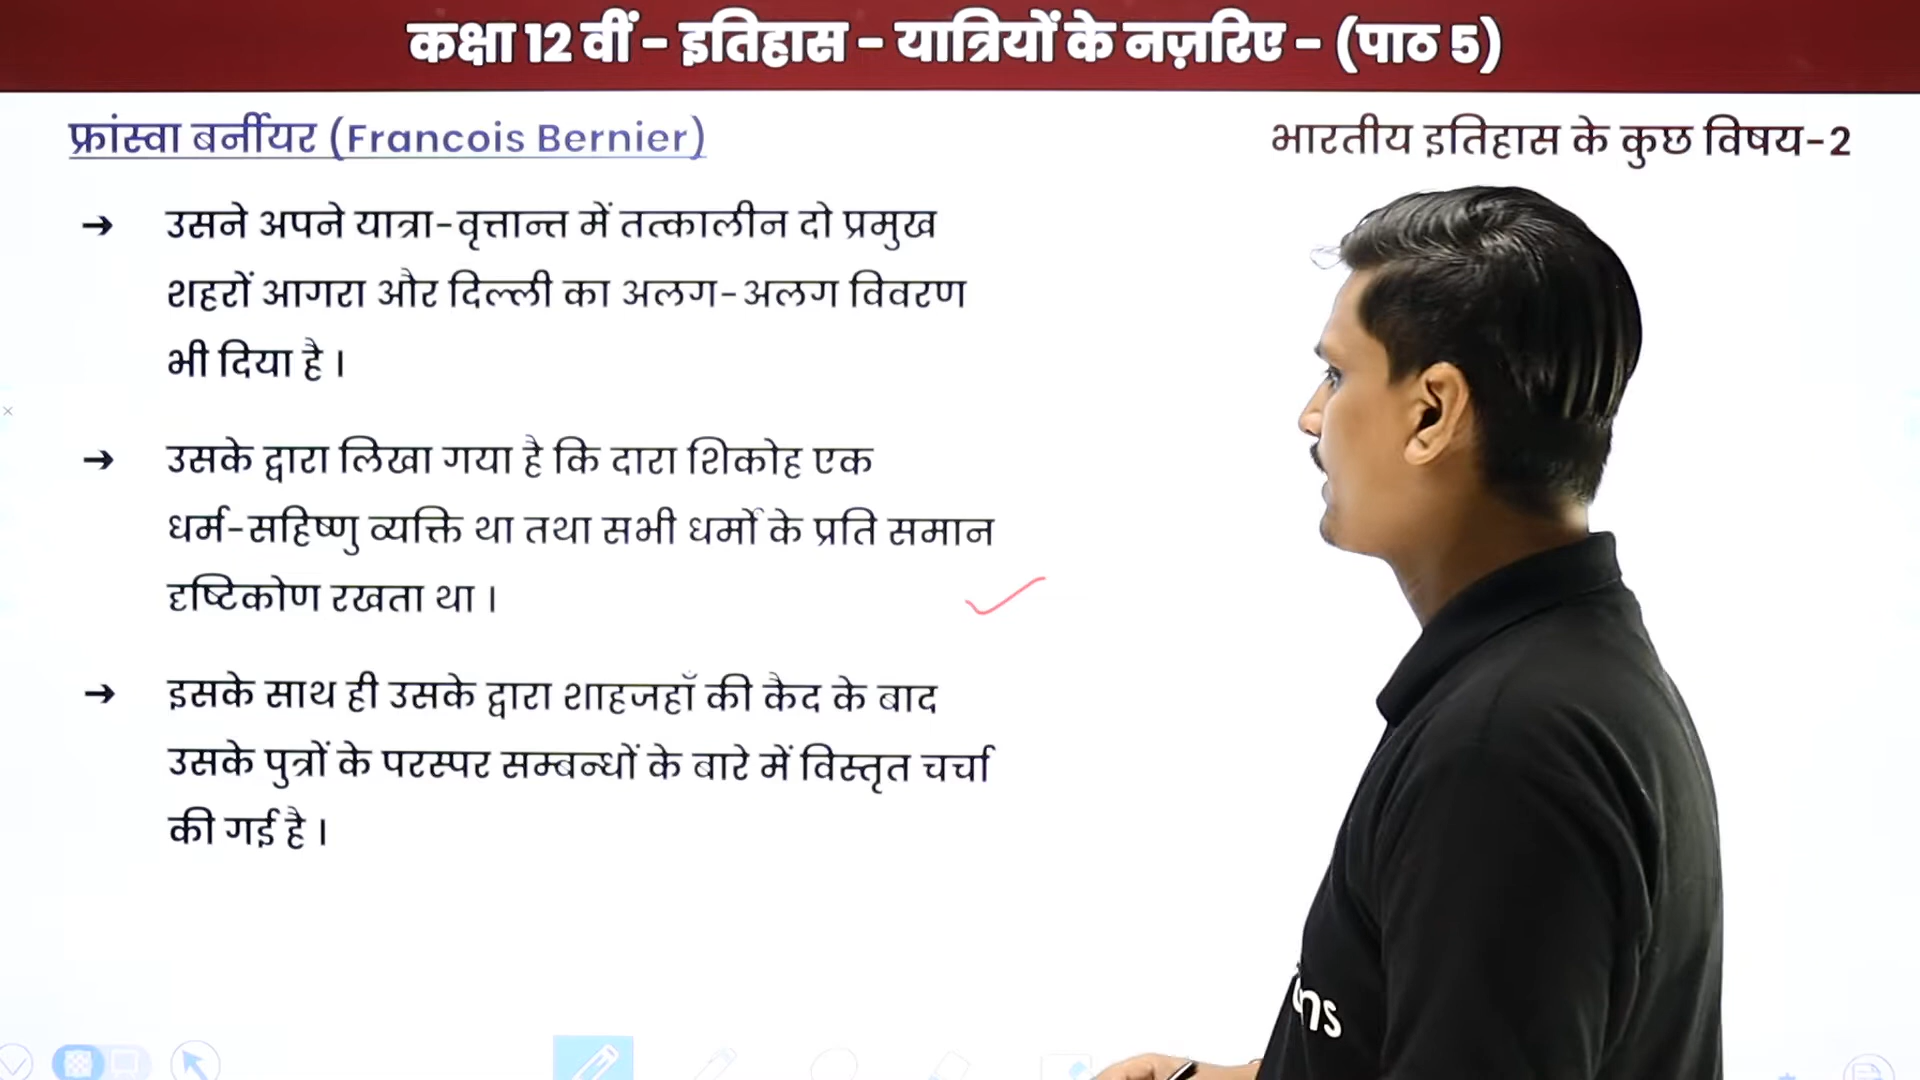 कक्षा 12 वीं - इतिहास - यात्रियों के नज़रिए - (पाठ 5)
फ्रांस्वा बर्नीयर (Francois Bernier)
भारतीय इतिहास के कुछ विषय-2
→ उसने अपने यात्रा-वृत्तान्त में तत्कालीन दो प्रमुख
शहरों आगरा और दिल्ली का अलग-अलग विवरण
भी दिया है ।
→ उसके द्वारा लिखा गया है कि दारा शिकोह एक
धर्म-सहिष्णु व्यक्ति था तथा सभी धर्मों के प्रति समान
दृष्टिकोण रखता था ।
→ इसके साथ ही उसके द्वारा शाहजहाँ की कैद के बाद
उसके पुत्रों के परस्पर सम्बन्धों के बारे में विस्तृत चर्चा
की गई है ।